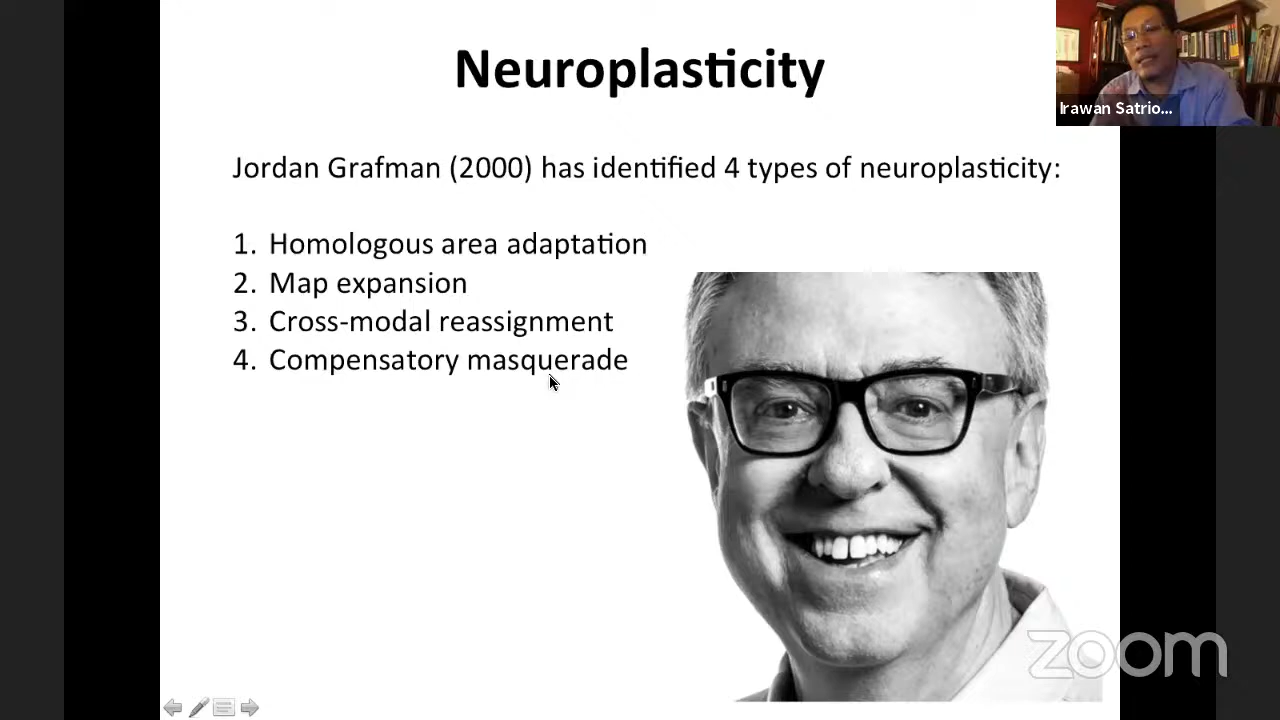 Neuroplasticity
Irawan Satrio...
Jordan Grafman (2000) has identified 4 types of neuroplasticity:
1. Homologous area adaptation
2. Map expansion
3. Cross-modal reassignment
4. Compensatory masquerade
zoom